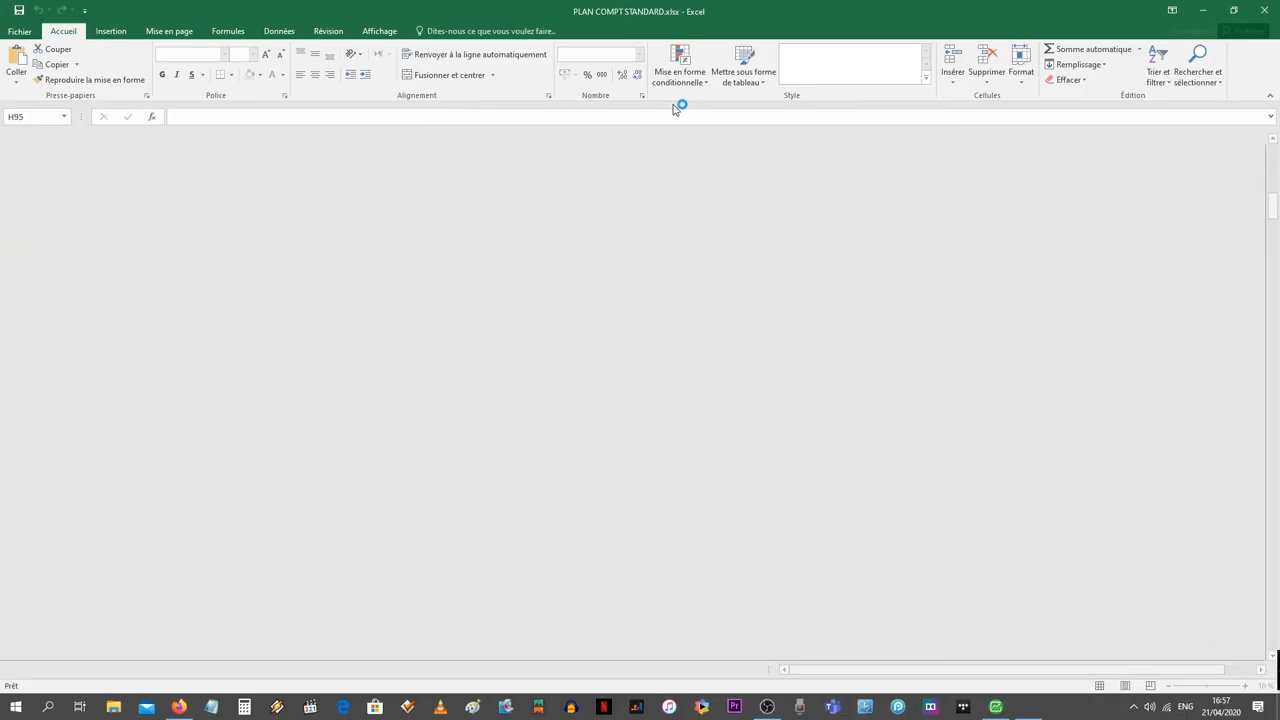 PLAN COMPT STANDARD.xlsx - Excel
Fichier Accueil Insertion Mise en page Formules Données Révision Affichage Dites-nous ce que vous voulez faire..
Coller
Couper
Copier
Reproduire la mise en forme
Presse-papiers
G I S
Police
Renvoyer à la ligne automatiquement
Fusionner et centrer
Alignement
% 000
Nombre
Mise en forme
conditionnelle
Mettre sous forme
de tableau
Style
Insérer
Supprimer
Format
Cellules
Somme automatique
Remplissage
Effacer
Trier et
filtrer
Rechercher et
sélectionner
Édition
H95
fx
Prêt
10 %
16:57
ENG
21/04/2020